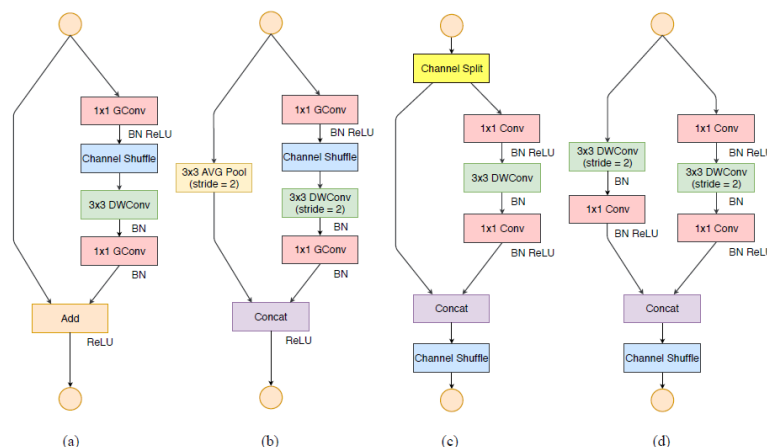 1x1 GConv
BN ReLU
Channel Shuffle
3x3 DWConv
BN
1x1 GConv
BN
Add
ReLU
(a)
1x1 GConv
BN ReLU
3x3 AVG Pool
(stride = 2)
Channel Shuffle
3x3 DWConv
(stride = 2)
BN
1x1 GConv
BN
Concat
ReLU
(b)
Channel Split
1x1 Conv
BN ReLU
3x3 DWConv
BN
1x1 Conv
BN ReLU
Concat
Channel Shuffle
(c)
3x3 DWConv
(stride = 2)
BN
1x1 Conv
BN ReLU
1x1 Conv
BN ReLU
3x3 DWConv
(stride = 2)
BN
1x1 Conv
BN ReLU
Concat
Channel Shuffle
(d)